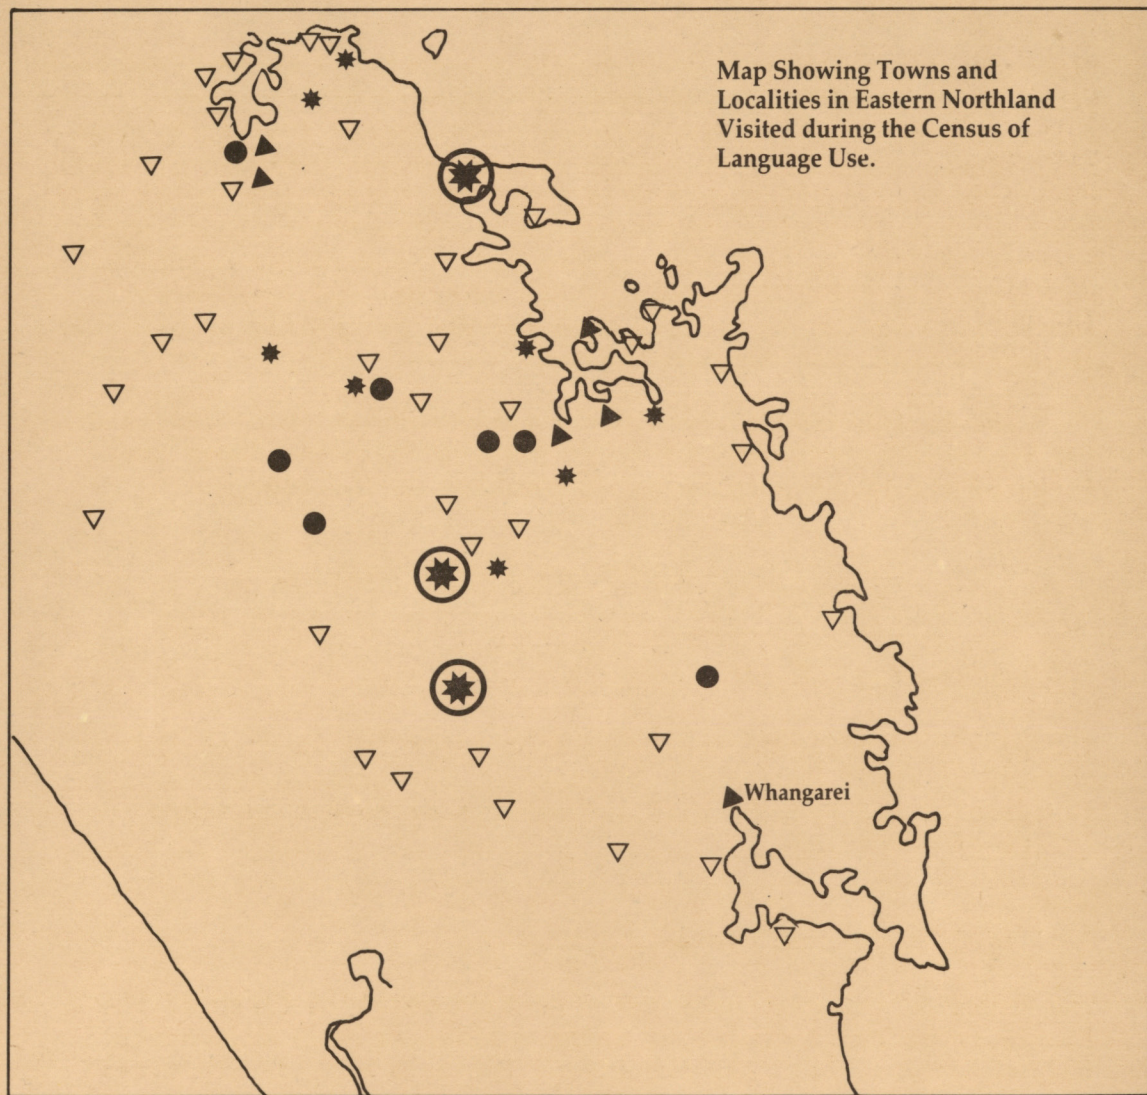 Map Showing Towns and
Localities in Eastern Northland
Visited during the Census of
Language Use.
Whangarei